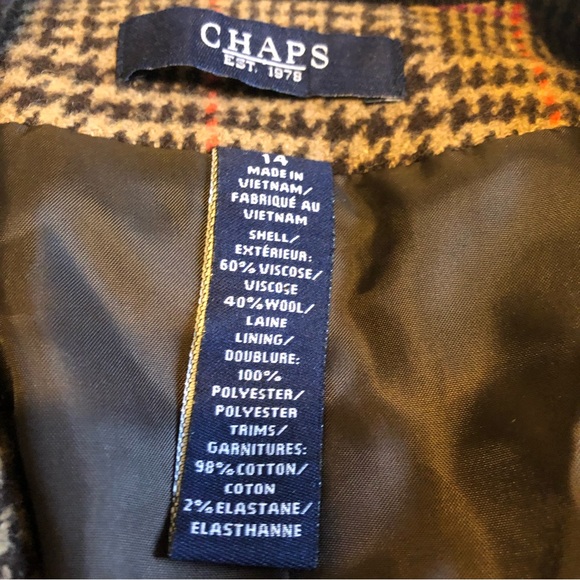 CHAPS
EST. 1978
14
MADE IN
VIETNAM/
FABRIQUÉ AU
VIETNAM
SHELL/
EXTÉRIEUR:
60% VISCOSE/
VISCOSE
40% WOOL/
LAINE
LINING/
DOUBLURE:
100%
POLYESTER/
POLYESTER
TRIMS/
GARNITURES:
98% COTTON/
COTON
2% ELASTANE/
ELASTHANNE